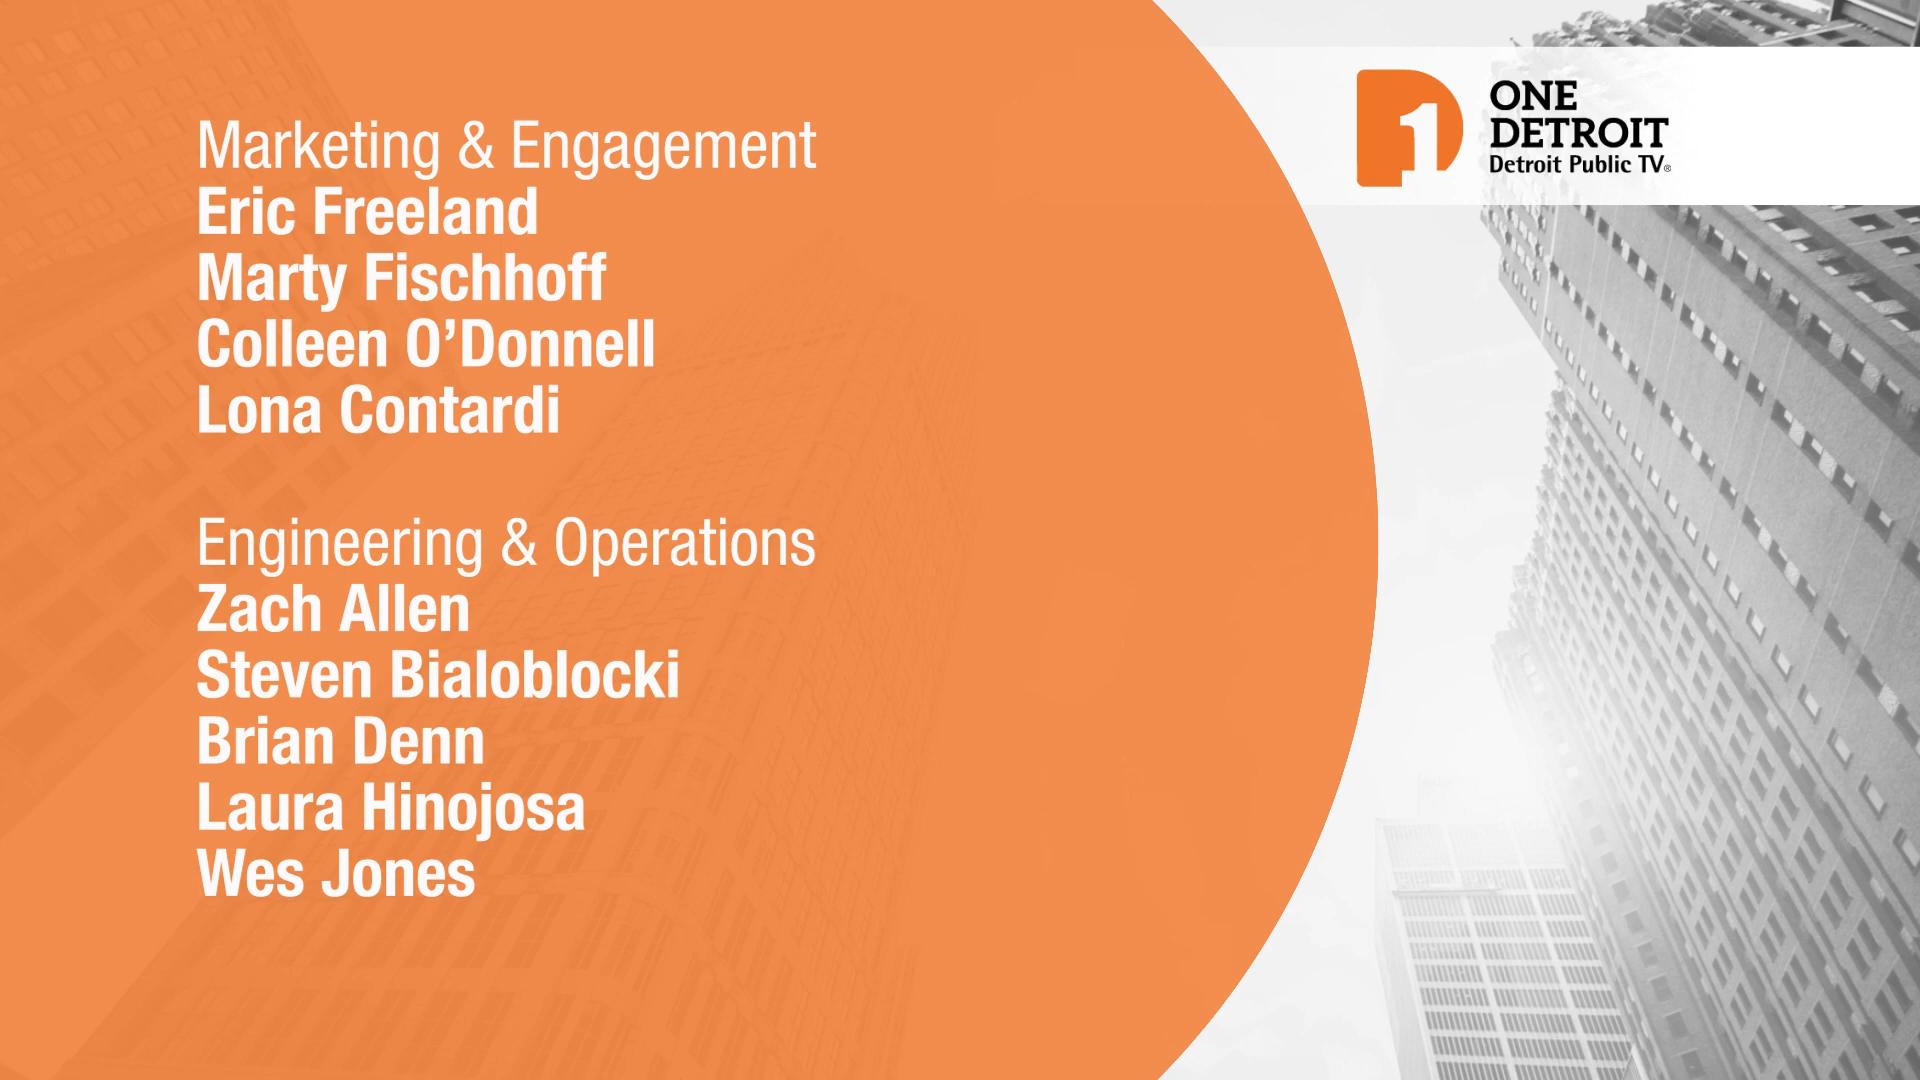 Marketing & Engagement
Eric Freeland
Marty Fischhoff
Colleen O’Donnell
Lona Contardi
Engineering & Operations
Zach Allen
Steven Bialoblocki
Brian Denn
Laura Hinojosa
Wes Jones
1
ONE
DETROIT
Detroit Public TV®